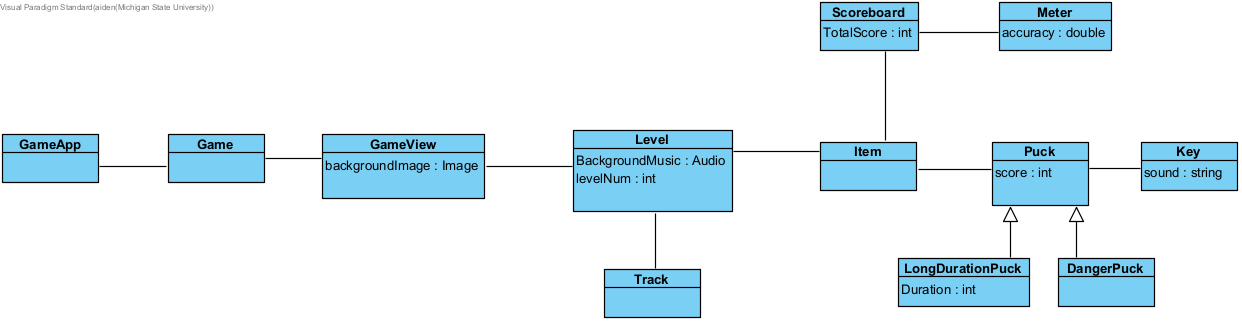 Visual Paradigm Standard(aiden(Michigan State University))
Scoreboard
TotalScore : int
Meter
accuracy : double
GameApp
Game
GameView
backgroundImage : Image
Level
BackgroundMusic : Audio
levelNum : int
Item
Puck
score : int
Key
sound : string
Track
LongDurationPuck
Duration : int
DangerPuck